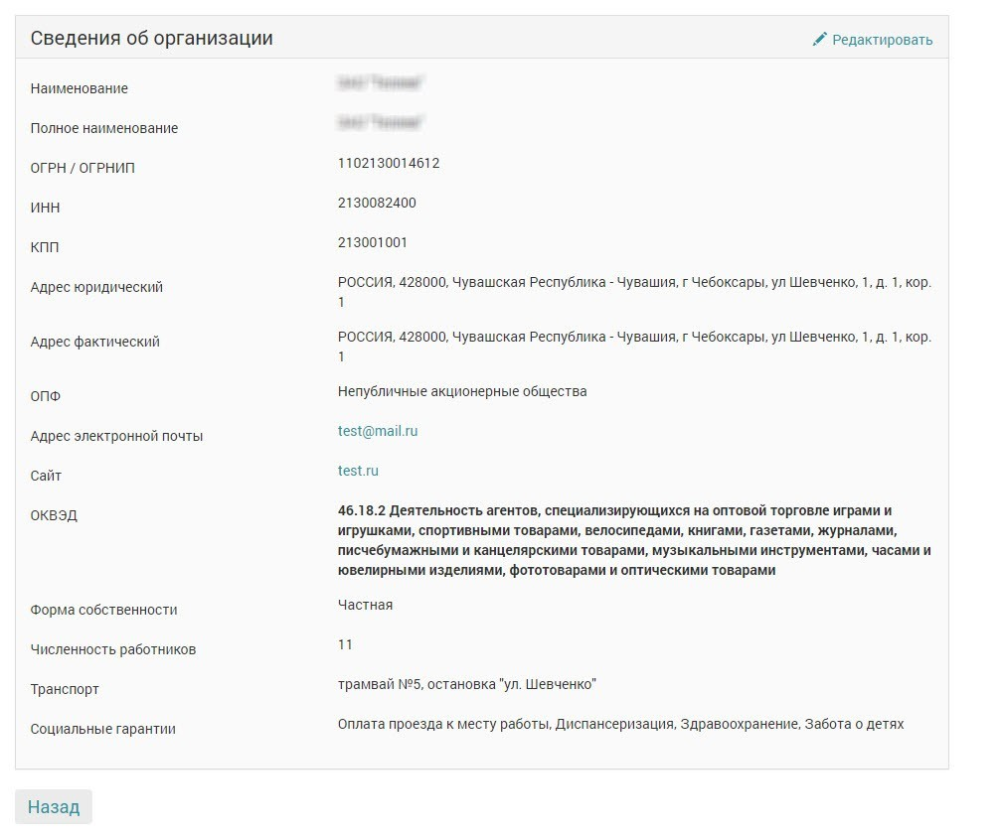 Сведения об организации
Редактировать
Наименование
Полное наименование
ОГРН / ОГРНИП 1102130014612
ИНН 2130082400
КПП 213001001
Адрес юридический РОССИЯ, 428000, Чувашская Республика - Чувашия, г Чебоксары, ул Шевченко, 1, д. 1, кор.
1
Адрес фактический РОССИЯ, 428000, Чувашская Республика - Чувашия, г Чебоксары, ул Шевченко, 1, д. 1, кор.
1
ОПФ Непубличные акционерные общества
Адрес электронной почты test@mail.ru
Сайт test.ru
ОКВЭД 46.18.2 Деятельность агентов, специализирующихся на оптовой торговле играми и
игрушками, спортивными товарами, велосипедами, книгами, газетами, журналами,
писчебумажными и канцелярскими товарами, музыкальными инструментами, часами и
ювелирными изделиями, фототоварами и оптическими товарами
Форма собственности Частная
Численность работников 11
Транспорт трамвай №5, остановка "ул. Шевченко"
Социальные гарантии Оплата проезда к месту работы, Диспансеризация, Здравоохранение, Забота о детях
Назад